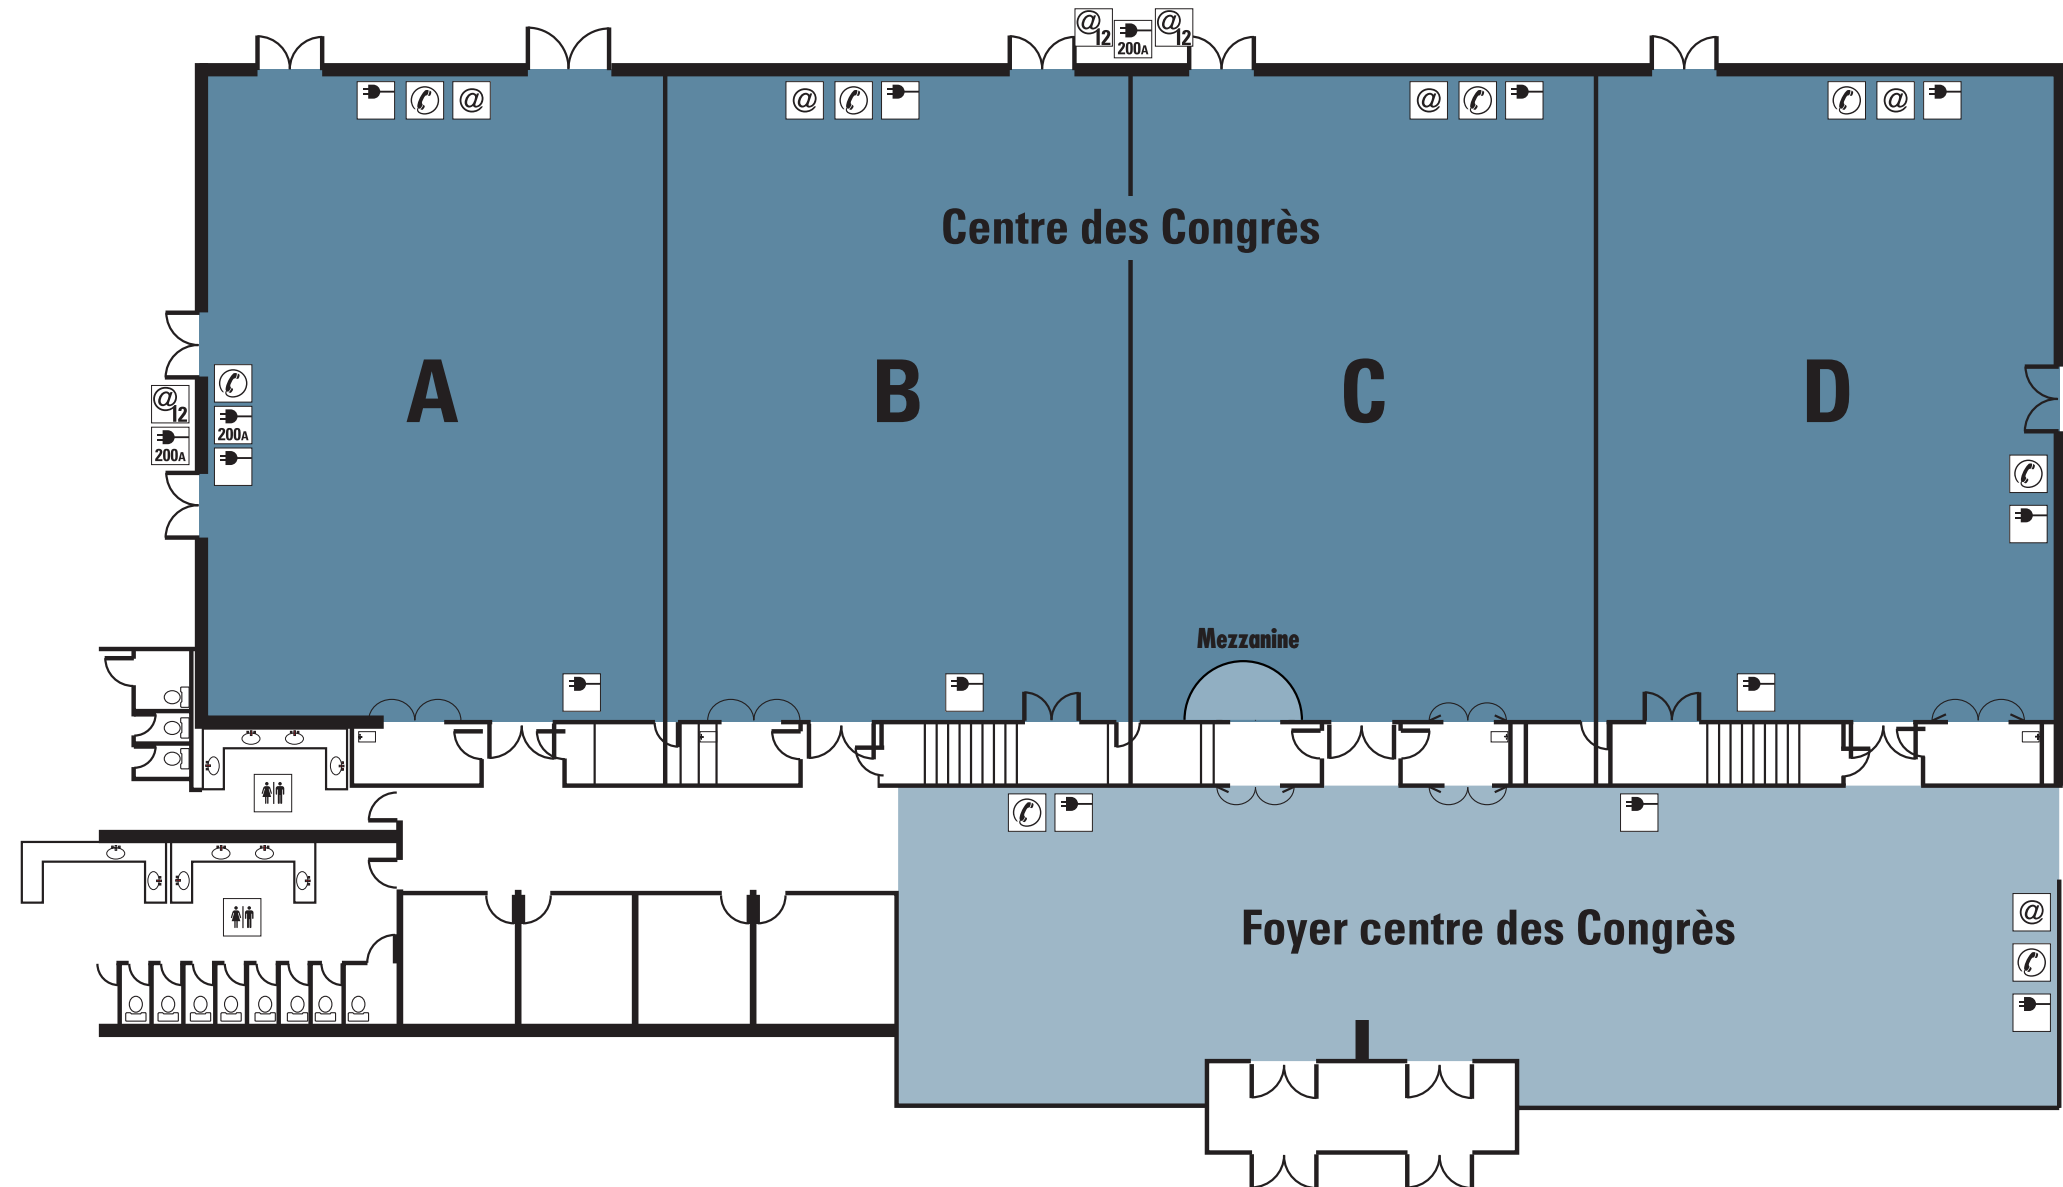 @12 200A @12
@ @ @ @
Centre des Congrès
A B C D
@12
200A
200A
Mezzanine
@
Foyer centre des Congrès